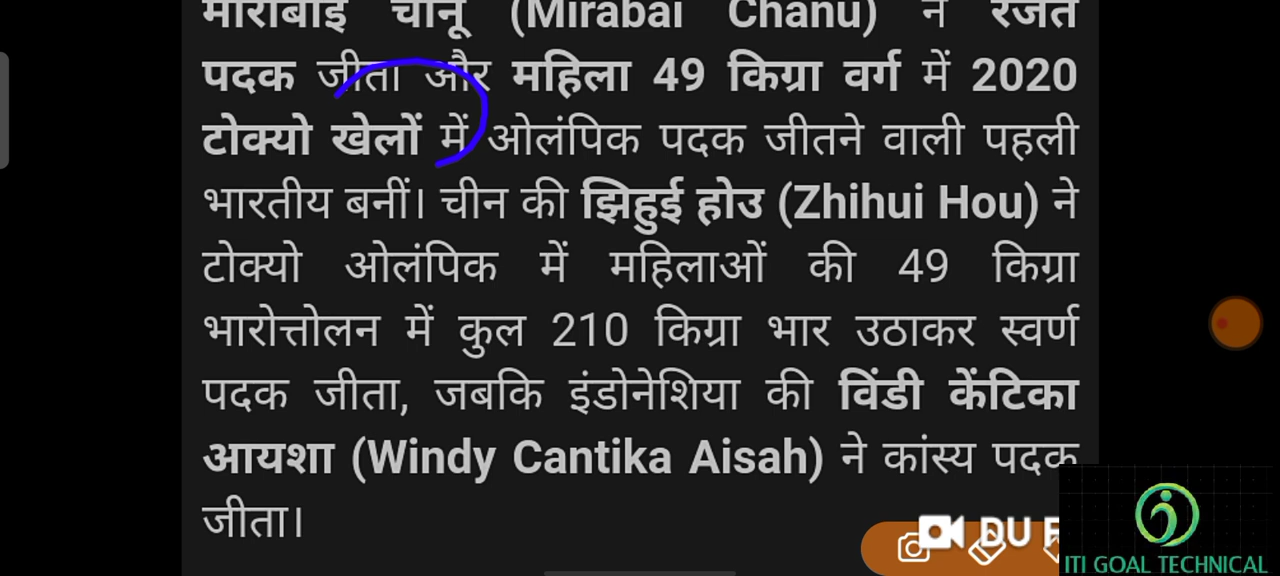 मीराबाई चानू (Mirabai Chanu) ने रजत
पदक जीता और महिला 49 किग्रा वर्ग में 2020
टोक्यो खेलों में ओलंपिक पदक जीतने वाली पहली
भारतीय बनीं। चीन की झिहुई होउ (Zhihui Hou) ने
टोक्यो ओलंपिक में महिलाओं की 49 किग्रा
भारोत्तोलन में कुल 210 किग्रा भार उठाकर स्वर्ण
पदक जीता, जबकि इंडोनेशिया की विंडी केंटिका
आयशा (Windy Cantika Aisah) ने कांस्य पदक
जीता।
DU
ITI GOAL TECHNICAL